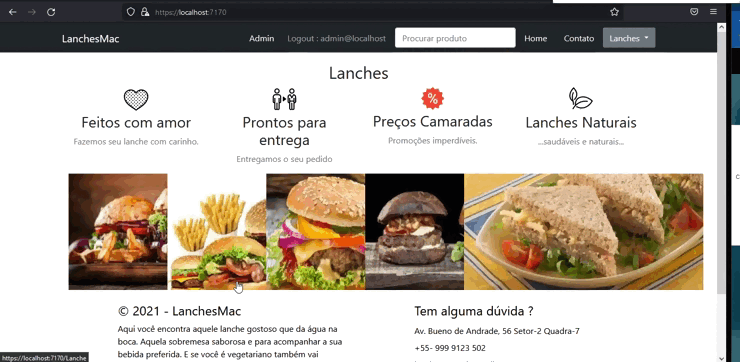 https://localhost:7170
LanchesMac
Admin
Logout : admin@localhost
Procurar produto
Home
Contato
Lanches
Lanches
Feitos com amor
Fazemos seu lanche com carinho.
Prontos para
entrega
Entregamos o seu pedido
%
Preços Camaradas
Promoções imperdíveis.
Lanches Naturais
...saudáveis e naturais...
© 2021 - LanchesMac
Aqui você encontra aquele lanche gostoso que da água na
boca. Aquela sobremesa saborosa e para acompanhar a sua
bebida preferida. E se você é vegetariano também vai
Tem alguma dúvida ?
Av. Bueno de Andrade, 56 Setor-2 Quadra-7
+55- 999 9123 502
https://localhost:7170/Lanche